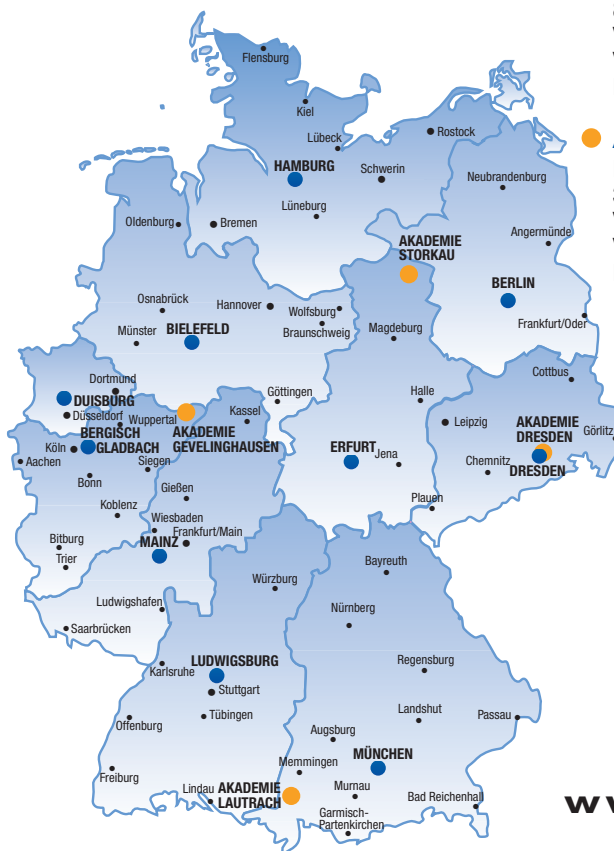 Flensburg
Kiel
Lübeck
Rostock
HAMBURG
Schwerin
Neubrandenburg
Lüneburg
Oldenburg
Bremen
Angermünde
AKADEMIE
STORKAU
BERLIN
Osnabrück
Hannover
Wolfsburg
Frankfurt/Oder
BIELEFELD
Braunschweig
Münster
Magdeburg
Cottbus
Dortmund
Göttingen
Halle
DUISBURG
Düsseldorf
Wuppertal
Kassel
Leipzig
AKADEMIE
DRESDEN
Görlitz
BERGISCH
GLADBACH
AKADEMIE
GEVELINGHAUSEN
Köln
ERFURT
Jena
Aachen
Siegen
Chemnitz
DRESDEN
Bonn
Gießen
Plauen
Koblenz
Wiesbaden
Frankfurt/Main
Bitburg
MAINZ
Trier
Bayreuth
Würzburg
Ludwigshafen
Nürnberg
Saarbrücken
LUDWIGSBURG
Regensburg
Karlsruhe
Stuttgart
Tübingen
Landshut
Passau
Offenburg
Augsburg
MÜNCHEN
Memmingen
Freiburg
Lindau
AKADEMIE
LAUTRACH
Murnau
Bad Reichenhall
Garmisch-
Partenkirchen